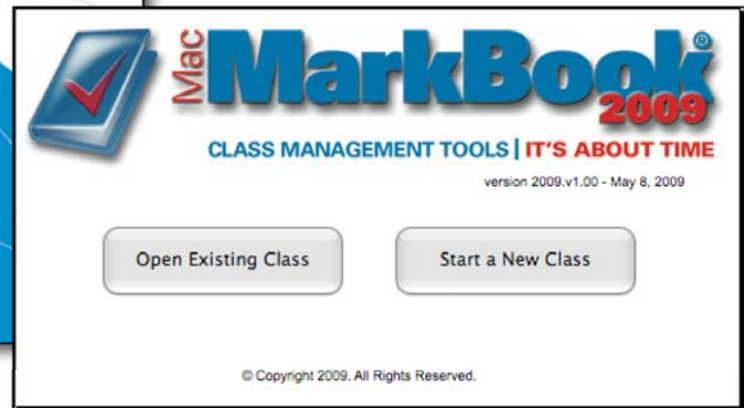 Mac
MarkBook®
2009
CLASS MANAGEMENT TOOLS | IT'S ABOUT TIME
version 2009.v1.00 - May 8, 2009
Open Existing Class Start a New Class
© Copyright 2009. All Rights Reserved.